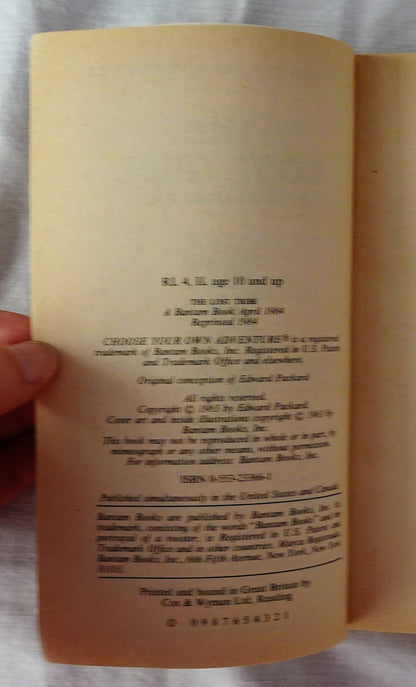 RL 4, IL age 10 and up
THE LOST TRIBE
A Bantam Book: April 1984
Reprinted 1984
CHOOSE YOUR OWN ADVENTURE® is a registered
trademark of Bantam Books, Inc. Registered in U.S. Patent
and Trademark Office and elsewhere.
Original conception of Edward Packard
All rights reserved.
Copyright © 1983 by Edward Packard.
Cover art and inside illustrations copyright © 1983 by
Bantam Books, Inc.
This book may not be reproduced in whole or in part, by
mimeograph or any other means, without permission.
For information address: Bantam Books, Inc.
ISBN
Published simultaneously in the United States and Canada
Bantam Books are published by Bantam Books, Inc. Its
trademark, consisting of the words "Bantam Books" and the
portrayal of a rooster, is Registered in U.S. Patent and
Trademark Office and in other countries. Marca Registrada.
Bantam Books, Inc., 666 Fifth Avenue, New York, New York
10103.
Printed and bound in Great Britain by
Cox & Wyman Ltd, Reading
O 0 9 8 7 6 5 4 3 2 1